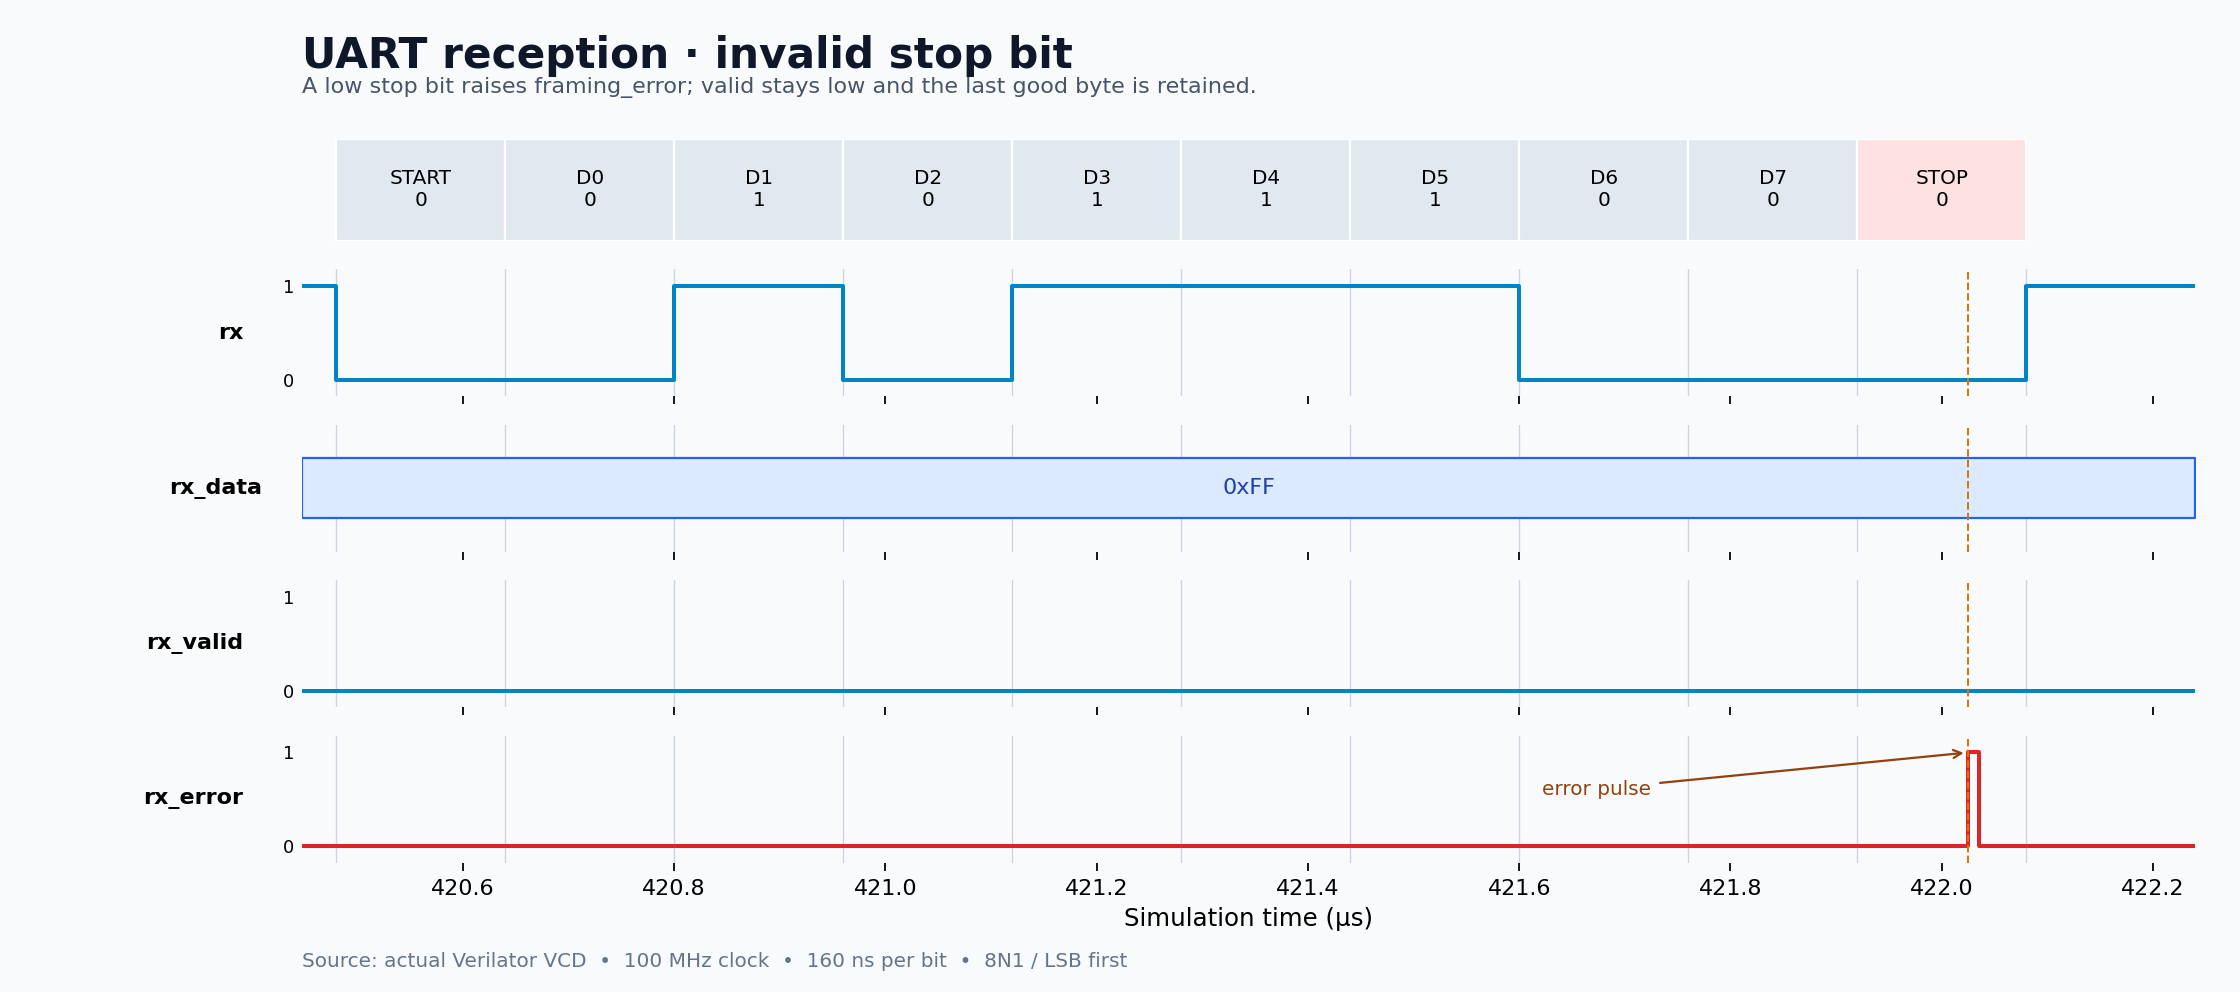 UART reception · invalid stop bit
A low stop bit raises framing_error; valid stays low and the last good byte is retained.
START D0 D1 D2 D3 D4 D5 D6 D7 STOP
0 0 1 0 1 1 1 0 0 0
1
rx
0
rx_data 0xFF
1
rx_valid
0
1
error pulse
rx_error
0
420.6 420.8 421.0 421.2 421.4 421.6 421.8 422.0 422.2
Simulation time (µs)
Source: actual Verilator VCD • 100 MHz clock • 160 ns per bit • 8N1 / LSB first